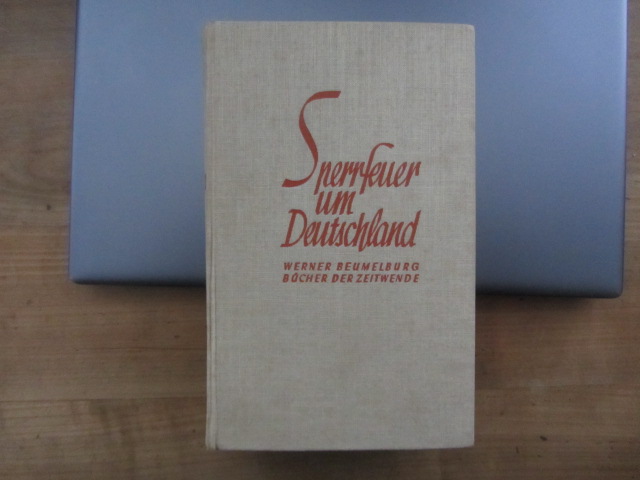 Sperrfeuer
um
Deutschland
WERNER BEUMELBURG
BÜCHER DER ZEITWENDE